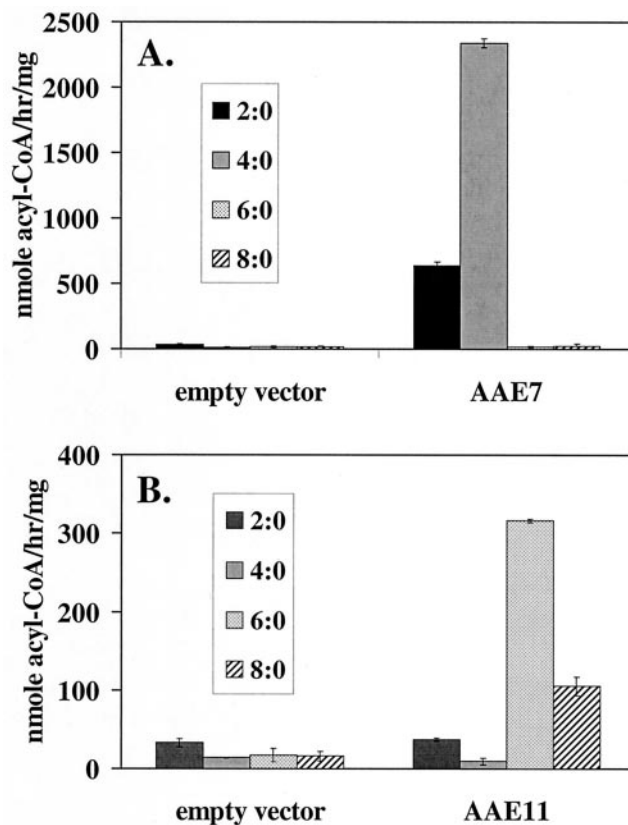 A.
nmole acyl-CoA/hr/mg
2500
2000
1500
1000
500
0
2:0
4:0
6:0
8:0
empty vector
AAE7
B.
nmole acyl-CoA/hr/mg
400
300
200
100
0
2:0
4:0
6:0
8:0
empty vector
AAE11